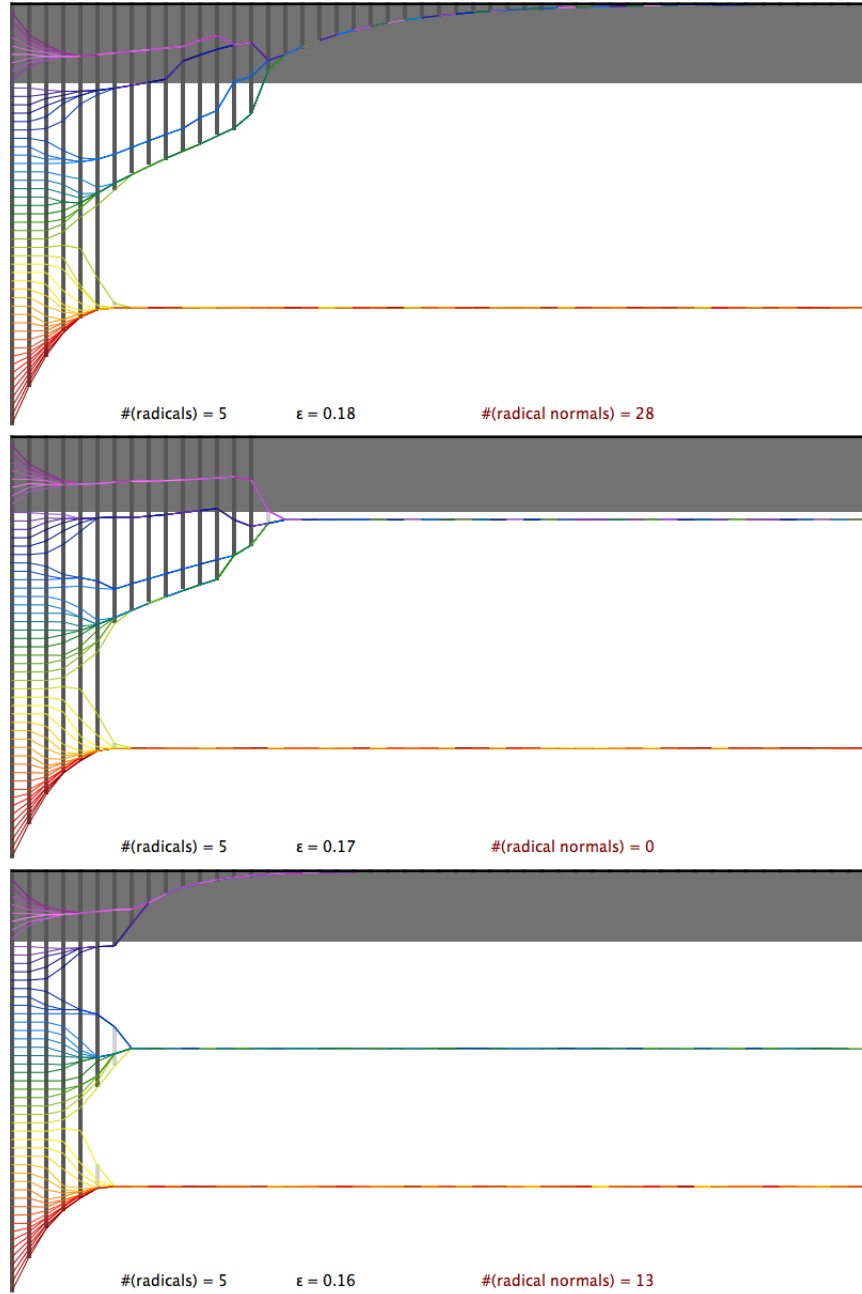 #(radicals) = 5 ε = 0.18 #(radical normals) = 28
#(radicals) = 5 ε = 0.17 #(radical normals) = 0
#(radicals) = 5 ε = 0.16 #(radical normals) = 13